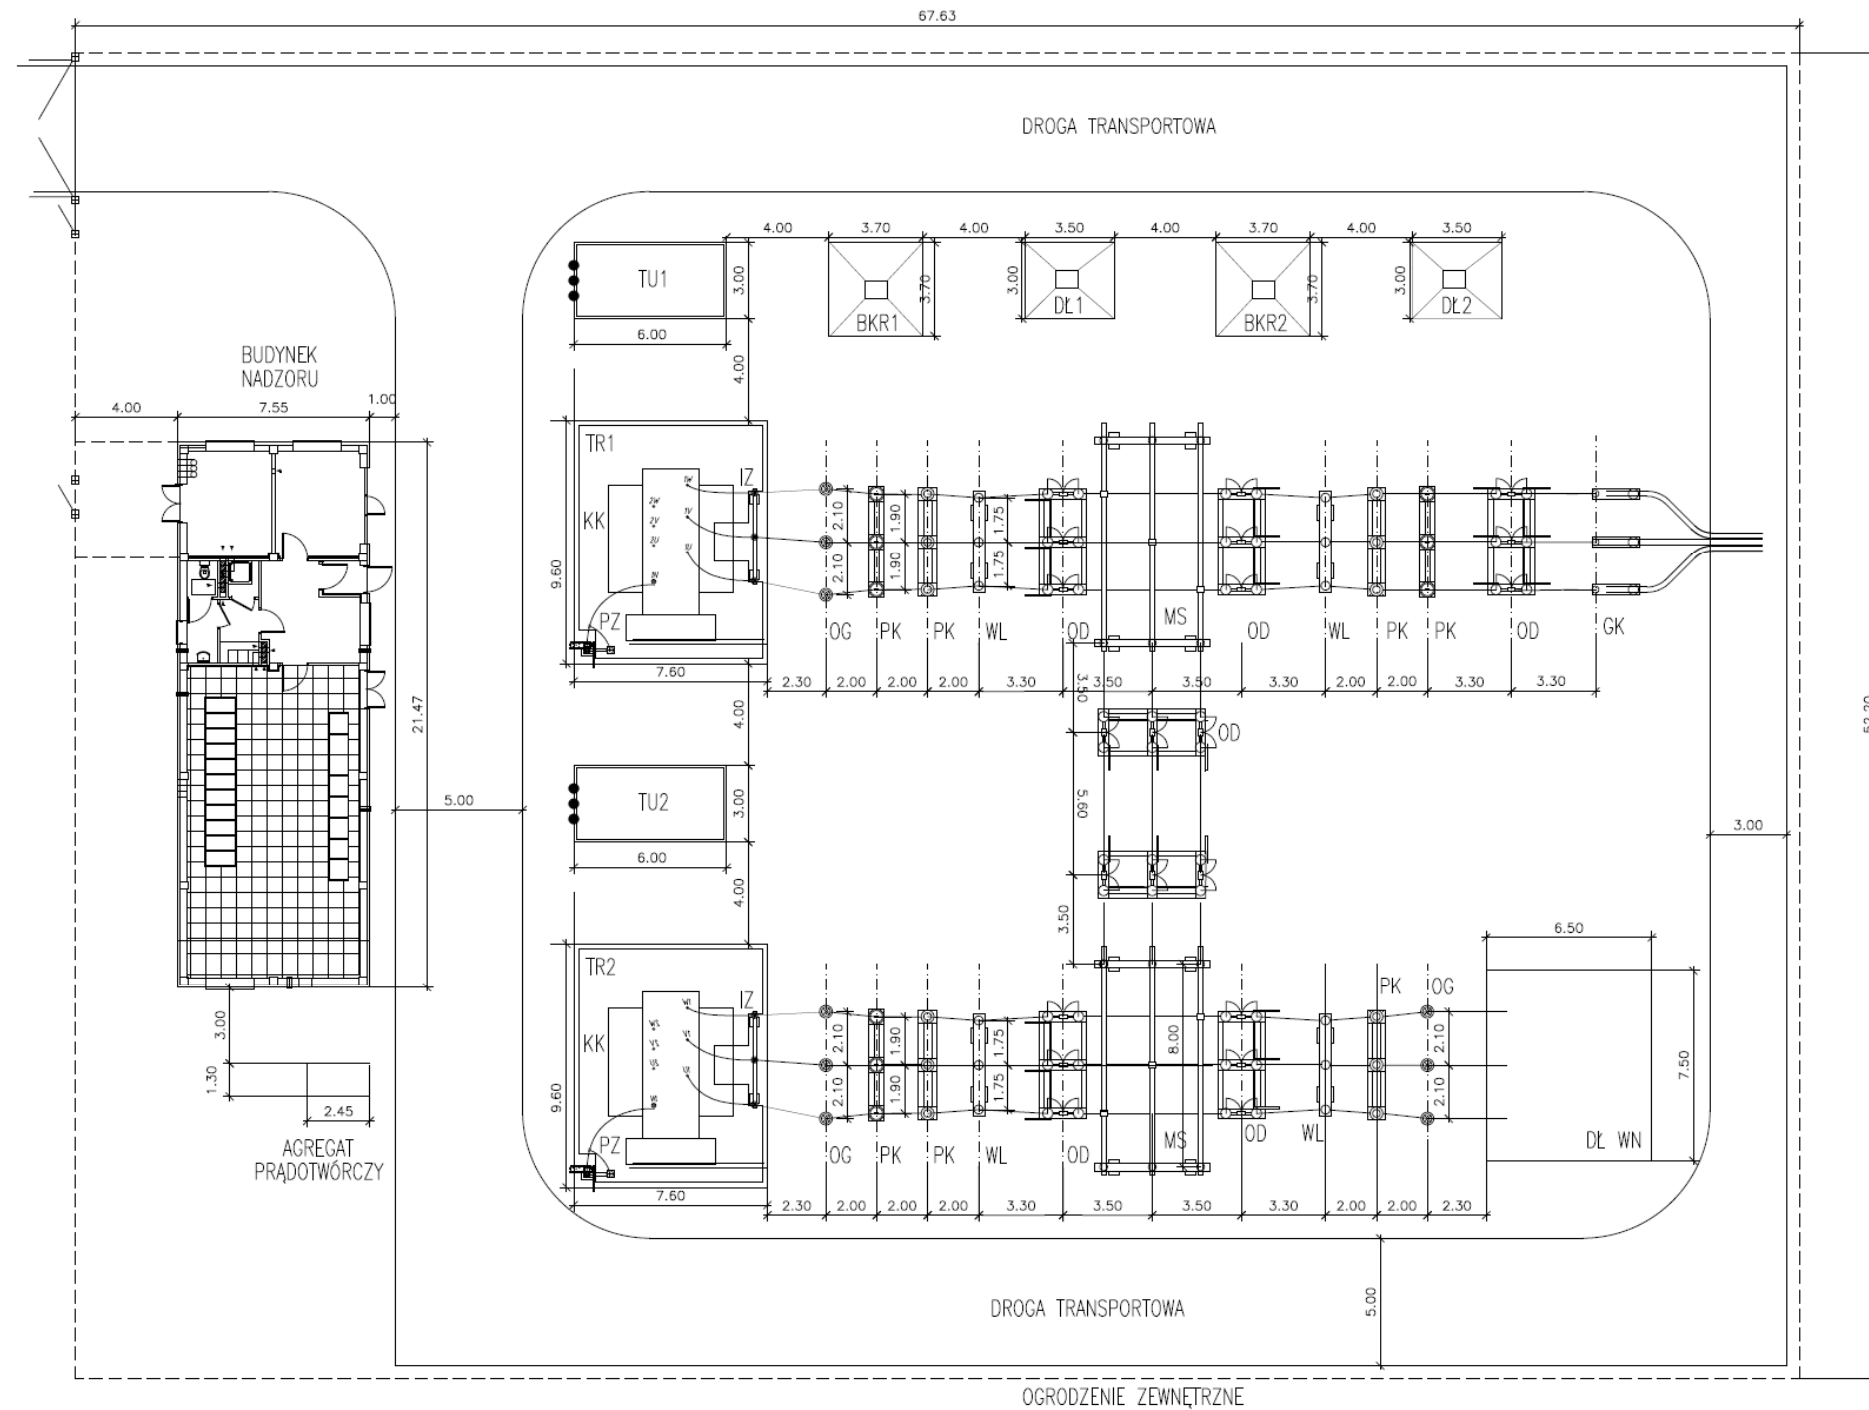 67.63
DROGA TRANSPORTOWA
4.00 3.70 4.00 3.50 4.00 3.70 4.00 3.50
TU1 3.00 BKR1 3.70 3.00 DŁ1 BKR2 3.70 3.00 DŁ2
6.00
4.00
BUDYNEK
NADZORU
4.00 7.55 1.00
TR1 IZ
KK
9.60
2.10 1.90 1.75
2.10 1.90 1.75
PZ
OG PK PK WL OD MS OD WL PK PK OD GK
7.60
2.30 2.00 2.00 2.00 3.30 3.50 3.50 3.30 2.00 2.00 3.30 3.30
21.47
4.00
3.50
OD
5.00
TU2 3.00
5.60
3.00
6.00
4.00
3.50
6.50
TR2 IZ
PK OG
KK
9.60
2.10 1.90 1.75 8.00 2.10
2.10 1.90 1.75 2.10
7.50
3.00
1.30
2.45
AGREGAT
PRĄDOTWÓRCZY
PZ
OG PK PK WL OD MS OD WL DŁ WN
7.60
2.30 2.00 2.00 2.00 3.30 3.50 3.50 3.30 2.00 2.00 2.30
DROGA TRANSPORTOWA
5.00
OGRODZENIE ZEWNĘTRZNE